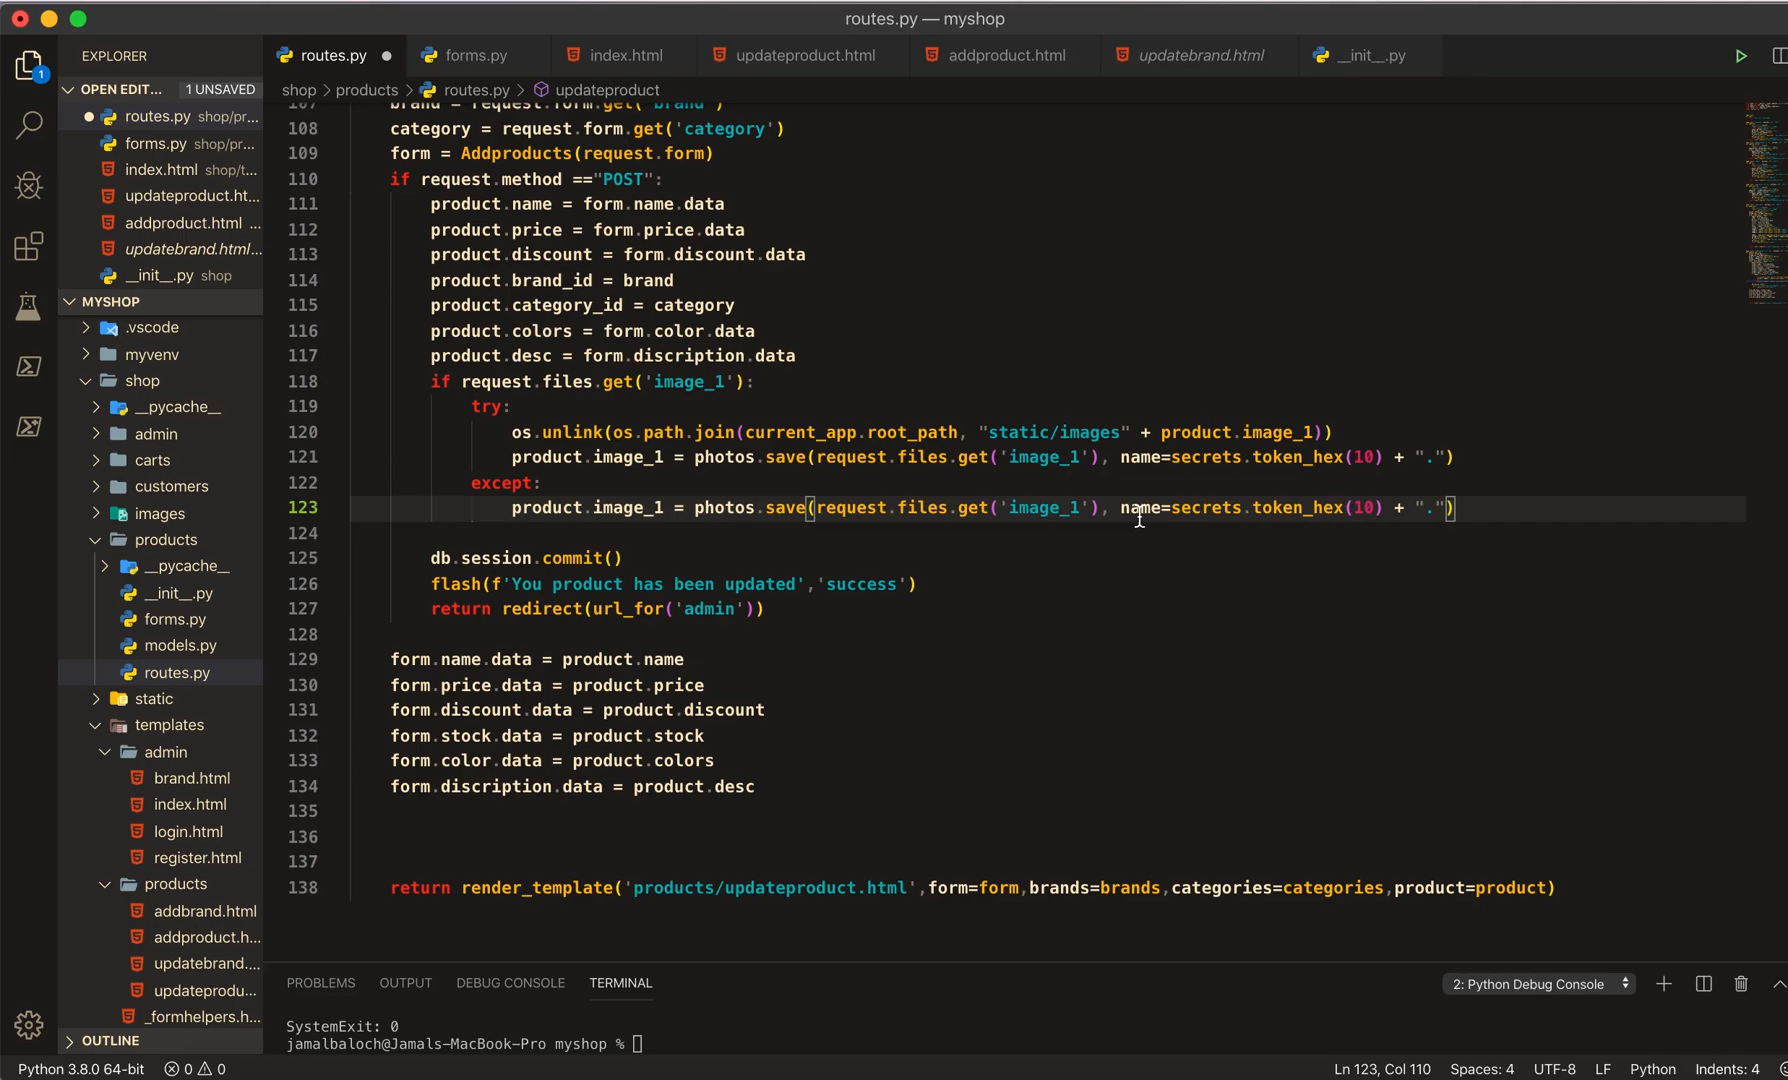 routes.py — myshop
EXPLORER
routes.py
forms.py
index.html
updateproduct.html
addproduct.html
updatebrand.html
__init__.py
1
OPEN EDIT... 1 UNSAVED
routes.py shop/pr...
forms.py shop/pr...
index.html shop/t...
updateproduct.ht...
addproduct.html ...
updatebrand.html...
__init__.py shop
MYSHOP
.vscode
myvenv
shop
__pycache__
admin
carts
customers
images
products
__pycache__
__init__.py
forms.py
models.py
routes.py
static
templates
admin
brand.html
index.html
login.html
register.html
products
addbrand.html
addproduct.h...
updatebrand....
updateprodu...
_formhelpers.h...
OUTLINE
shop > products > routes.py > updateproduct
107 brand = request.form.get('brand')
108 category = request.form.get('category')
109 form = Addproducts(request.form)
110 if request.method =="POST":
111 product.name = form.name.data
112 product.price = form.price.data
113 product.discount = form.discount.data
114 product.brand_id = brand
115 product.category_id = category
116 product.colors = form.color.data
117 product.desc = form.discription.data
118 if request.files.get('image_1'):
119 try:
120 os.unlink(os.path.join(current_app.root_path, "static/images" + product.image_1))
121 product.image_1 = photos.save(request.files.get('image_1'), name=secrets.token_hex(10) + ".")
122 except:
123 product.image_1 = photos.save(request.files.get('image_1'), name=secrets.token_hex(10) + ".")
124
125 db.session.commit()
126 flash(f'You product has been updated','success')
127 return redirect(url_for('admin'))
128
129 form.name.data = product.name
130 form.price.data = product.price
131 form.discount.data = product.discount
132 form.stock.data = product.stock
133 form.color.data = product.colors
134 form.discription.data = product.desc
135
136
137
138 return render_template('products/updateproduct.html',form=form,brands=brands,categories=categories,product=product)
PROBLEMS OUTPUT DEBUG CONSOLE TERMINAL
2: Python Debug Console
SystemExit: 0
jamalbaloch@Jamals-MacBook-Pro myshop %
Python 3.8.0 64-bit 0 0
Ln 123, Col 110 Spaces: 4 UTF-8 LF Python Indents: 4